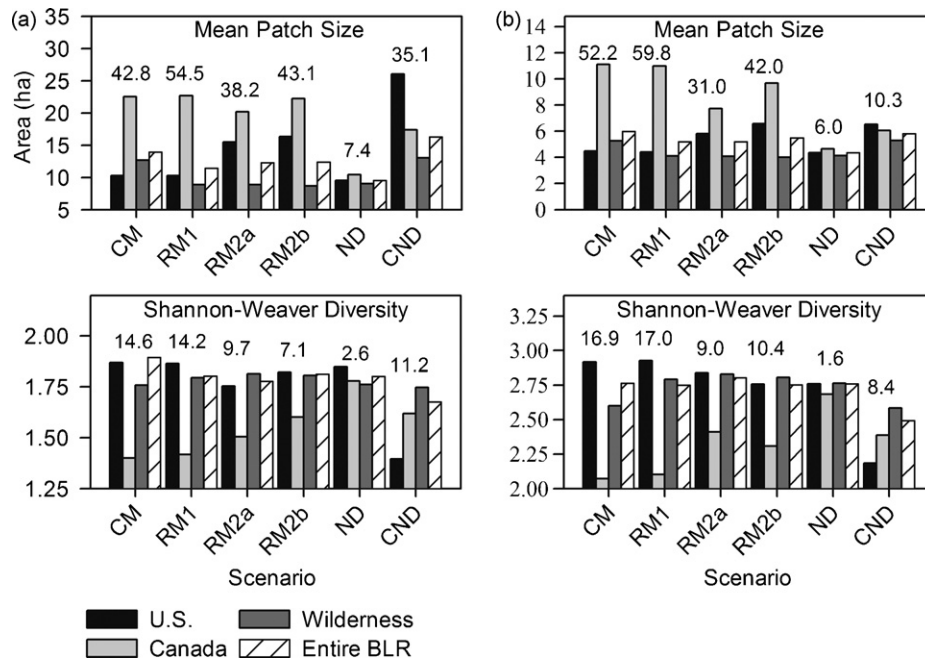 (a)
Mean Patch Size
Area (ha)
35
30
25
20
15
10
5
42.8 54.5 38.2 43.1 7.4 35.1
CM RM1 RM2a RM2b ND CND
(b)
Mean Patch Size
14
12
10
8
6
4
2
0
52.2 59.8 31.0 42.0 6.0 10.3
CM RM1 RM2a RM2b ND CND
Shannon-Weaver Diversity
2.00
1.75
1.50
1.25
14.6 14.2 9.7 7.1 2.6 11.2
CM RM1 RM2a RM2b ND CND
Scenario
Shannon-Weaver Diversity
3.25
3.00
2.75
2.50
2.25
2.00
16.9 17.0 9.0 10.4 1.6 8.4
CM RM1 RM2a RM2b ND CND
Scenario
U.S. Wilderness
Canada Entire BLR